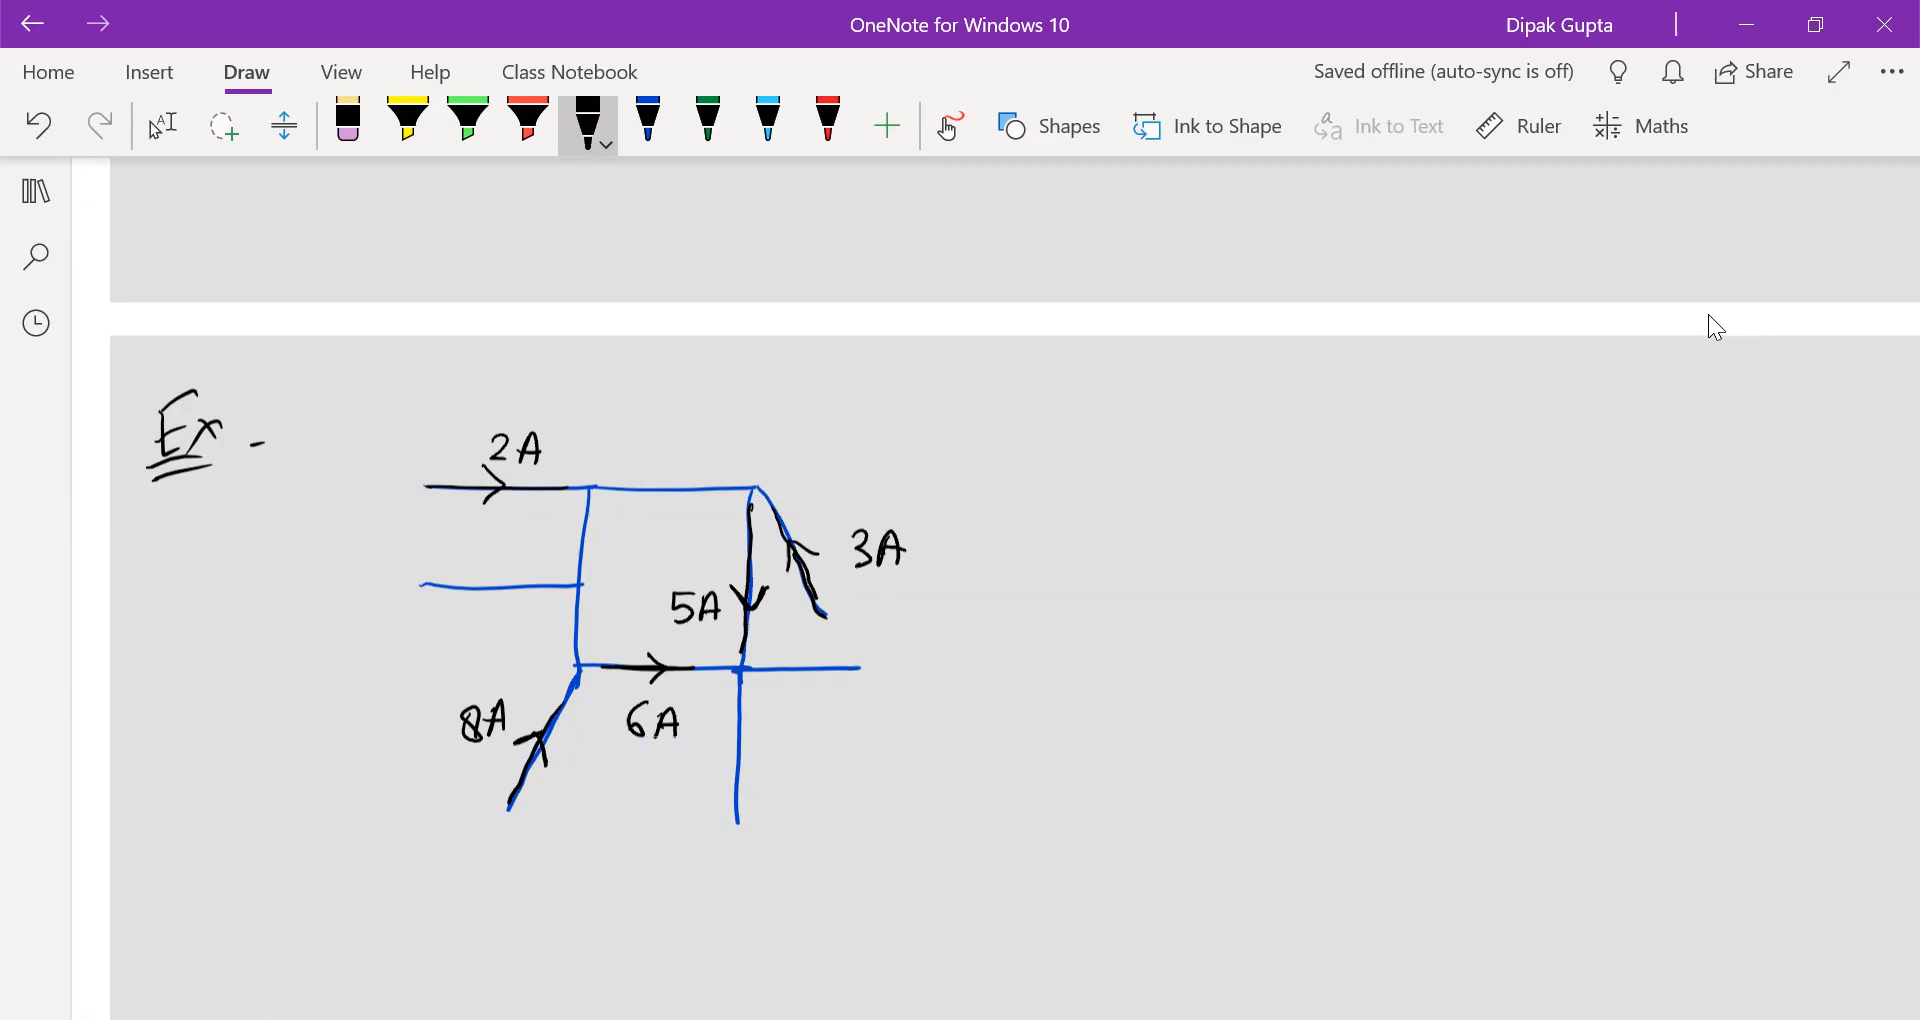 OneNote for Windows 10
Dipak Gupta
Home Insert Draw View Help Class Notebook
Saved offline (auto-sync is off) Share
Shapes Ink to Shape Ink to Text Ruler Maths
Ex -
2A
3A
5A
8A
6A